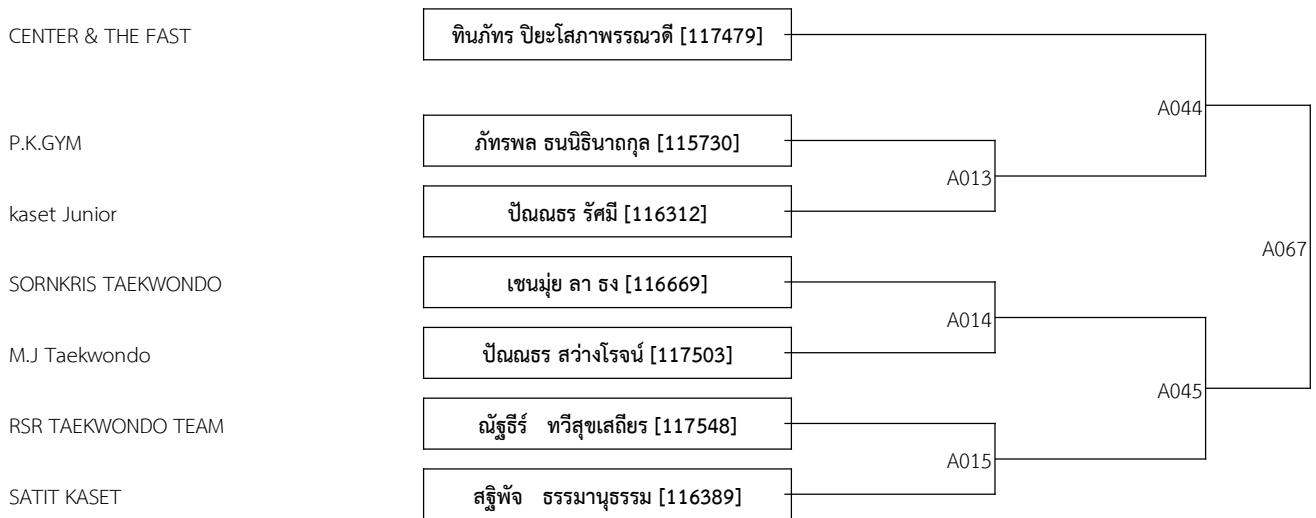 CENTER & THE FAST ทินภัทร ปิยะโสภาพรรณวดี [117479]
A044
P.K.GYM ภัทรพล ธนนิธินาถกุล [115730]
A013
kaset Junior ปัณณธร รัศมี [116312]
A067
SORNKRIS TAEKWONDO เชนมุ่ย ลา ธง [116669]
A014
M.J Taekwondo ปัณณธร สว่างโรจน์ [117503]
A045
RSR TAEKWONDO TEAM ณัฐธีร์ ทวีสุขเสถียร [117548]
A015
SATIT KASET สฐิพัจ ธรรมานุธรรม [116389]